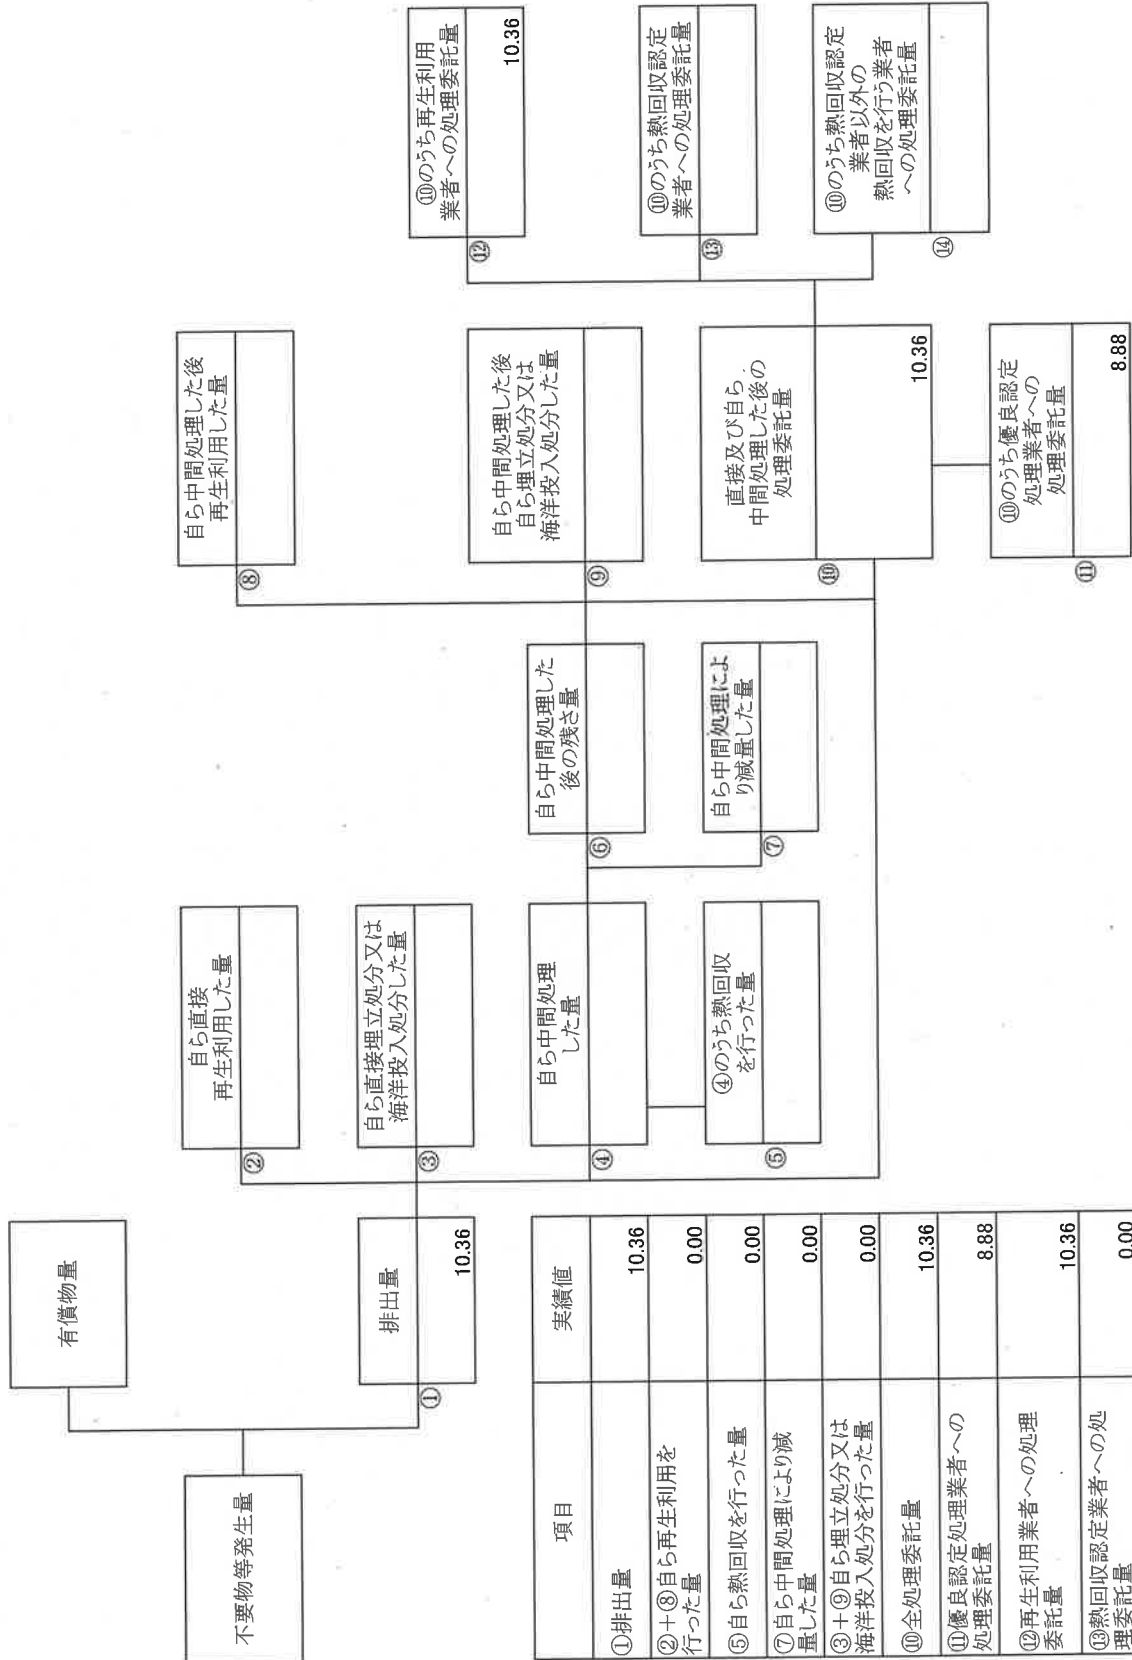 不要物等発生量
有償物量
排出量
①
10.36
②
自ら直接
再生利用した量
③
自ら直接埋立処分又は
海洋投入処分した量
④
自ら中間処理
した量
⑤
④のうち熱回収
を行った量
⑥
自ら中間処理した
後の残さ量
⑦
自ら中間処理によ
り減量した量
⑧
自ら中間処理した後
再生利用した量
⑨
自ら中間処理した後
自ら埋立処分又は
海洋投入処分した量
⑩
直接及び自ら
中間処理した後の
処理委託量
10.36
⑪
⑩のうち優良認定
処理業者への
処理委託量
8.88
⑫
⑩のうち再生利用
業者への処理委託量
10.36
⑬
⑩のうち熱回収認定
業者への処理委託量
⑭
⑩のうち熱回収認定
業者以外の
熱回収を行う業者
への処理委託量
項目 実績値
①排出量 10.36
②+⑧自ら再生利用を
行った量 0.00
⑤自ら熱回収を行った量 0.00
⑦自ら中間処理により減
量した量 0.00
③+⑨自ら埋立処分又は
海洋投入処分を行った量 0.00
⑩全処理委託量 10.36
⑪優良認定処理業者への
処理委託量 8.88
⑫再生利用業者への処理
委託量 10.36
⑬熱回収認定業者への処
理委託量 0.00